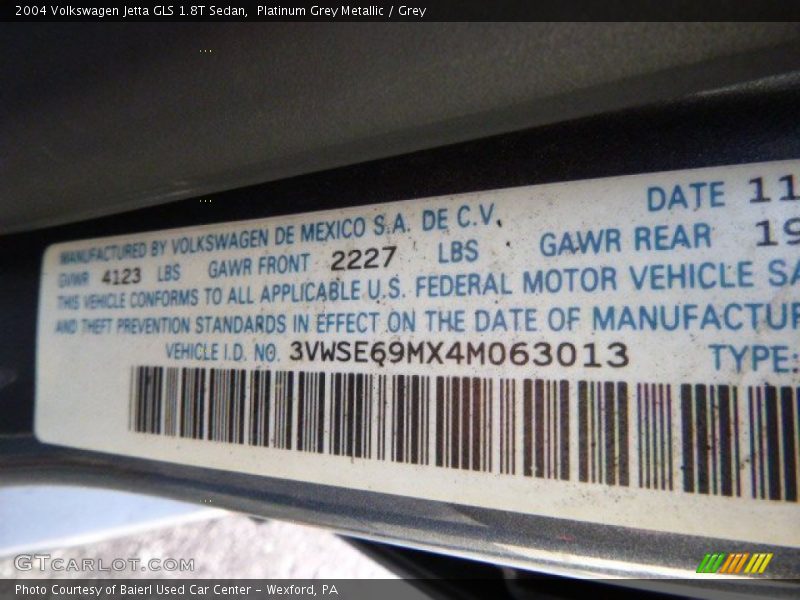 2004 Volkswagen Jetta GLS 1.8T Sedan, Platinum Grey Metallic / Grey
DATE 11
MANUFACTURED BY VOLKSWAGEN DE MEXICO S.A. DE C.V.
GVWR 4123 LBS GAWR FRONT 2227 LBS GAWR REAR 19
THIS VEHICLE CONFORMS TO ALL APPLICABLE U.S. FEDERAL MOTOR VEHICLE SA
AND THEFT PREVENTION STANDARDS IN EFFECT ON THE DATE OF MANUFACTUR
VEHICLE I.D. NO. 3VWSE69MX4M063013 TYPE:
GTCARLOT.COM
Photo Courtesy of Baierl Used Car Center - Wexford, PA